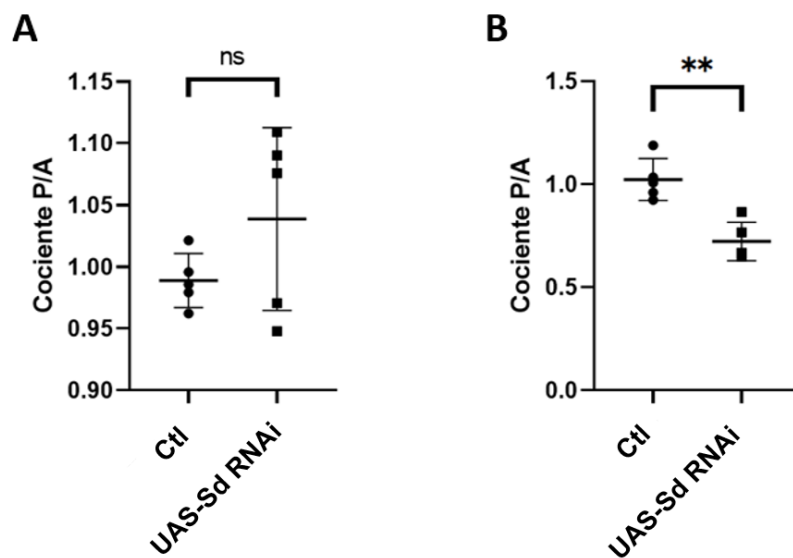 A
ns
1.15
1.10
1.05
1.00
0.95
0.90
Cociente P/A
Ctl
UAS-Sd RNAi
B
**
1.5
1.0
0.5
0.0
Cociente P/A
Ctl
UAS-Sd RNAi